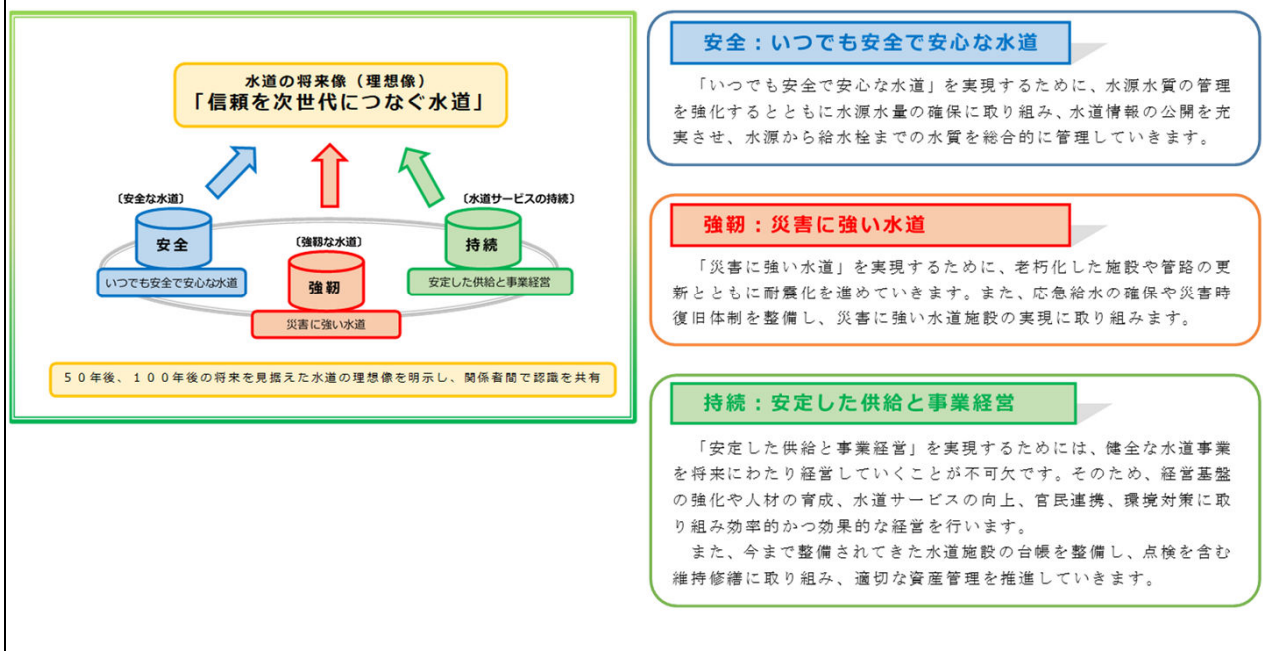 水道の将来像（理想像）
「信頼を次世代につなぐ水道」
〔安全な水道〕
〔水道サービスの持続〕
〔強靭な水道〕
安全
いつでも安全で安心な水道
強靭
災害に強い水道
持続
安定した供給と事業経営
５０年後、１００年後の将来を見据えた水道の理想像を明示し、関係者間で認識を共有
安全：いつでも安全で安心な水道
「いつでも安全で安心な水道」を実現するために、水源水質の管理
を強化するとともに水源水量の確保に取り組み、水道情報の公開を充
実させ、水源から給水栓までの水質を総合的に管理していきます。
強靭：災害に強い水道
「災害に強い水道」を実現するために、老朽化した施設や管路の更
新とともに耐震化を進めていきます。また、応急給水の確保や災害時
復旧体制を整備し、災害に強い水道施設の実現に取り組みます。
持続：安定した供給と事業経営
「安定した供給と事業経営」を実現するためには、健全な水道事業
を将来にわたり経営していくことが不可欠です。そのため、経営基盤
の強化や人材の育成、水道サービスの向上、官民連携、環境対策に取
り組み効率的かつ効果的な経営を行います。
また、今まで整備されてきた水道施設の台帳を整備し、点検を含む
維持修繕に取り組み、適切な資産管理を推進していきます。